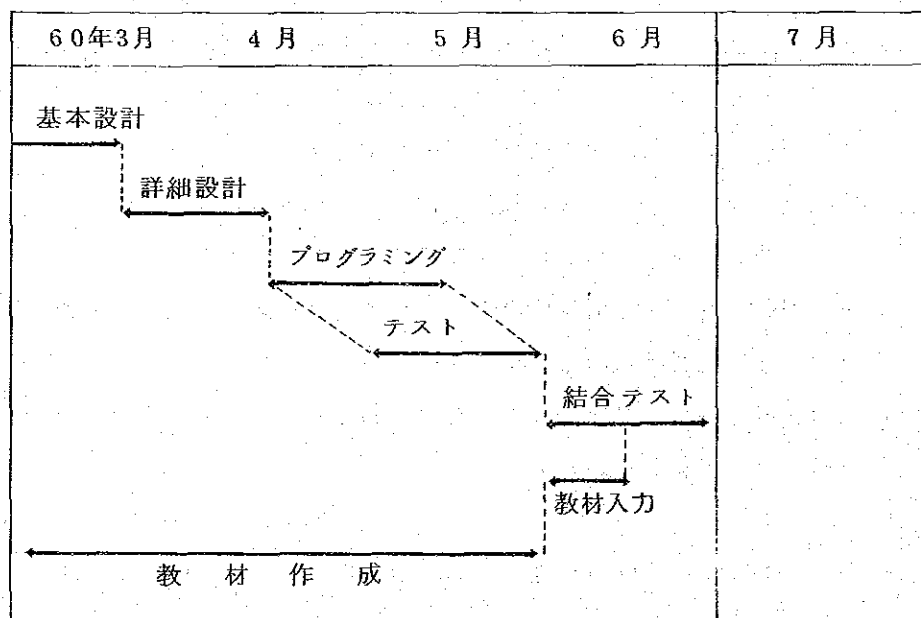 60年3月 4月 5月 6月 7月
基本設計
詳細設計
プログラミング
テスト
結合テスト
教材入力
教材作成